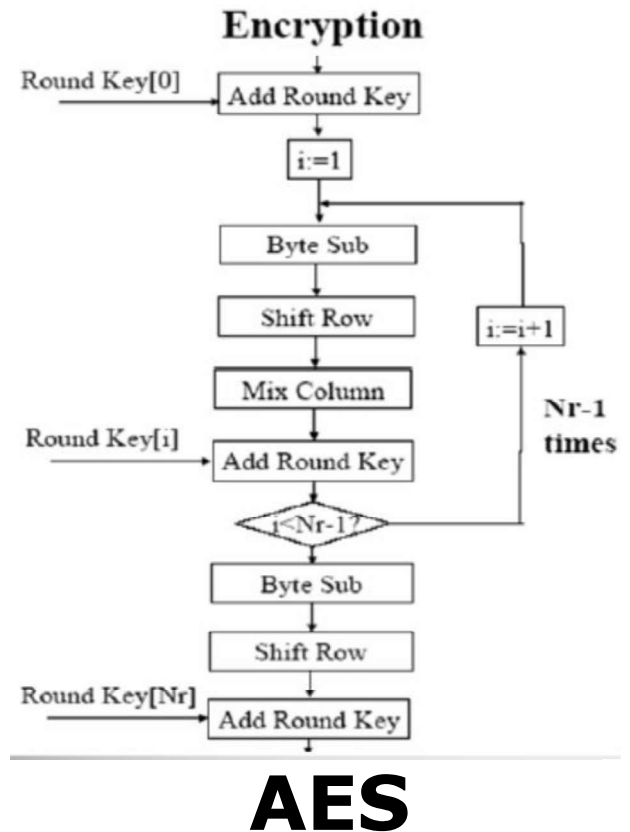 Encryption
Round Key[0]
Add Round Key
i:=1
Byte Sub
Shift Row
i:=i+1
Mix Column
Nr-1
times
Round Key[i]
Add Round Key
i<Nr-1?
Byte Sub
Shift Row
Round Key[Nr]
Add Round Key
AES